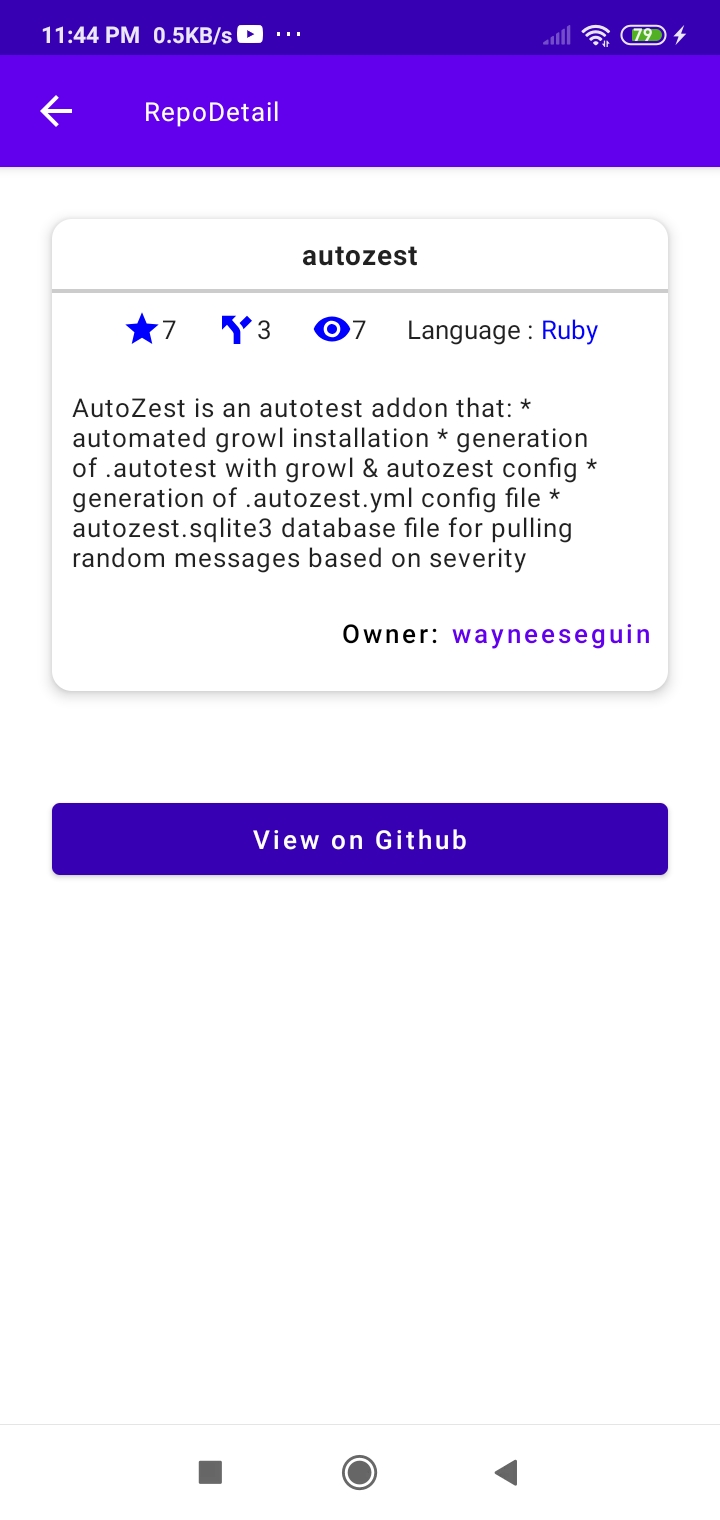 11:44 PM 0.5KB/s ... 79
RepoDetail
autozest
7 3 7 Language : Ruby
AutoZest is an autotest addon that: *
automated growl installation * generation
of .autotest with growl & autozest config *
generation of .autozest.yml config file *
autozest.sqlite3 database file for pulling
random messages based on severity
Owner: wayneeseguin
View on Github